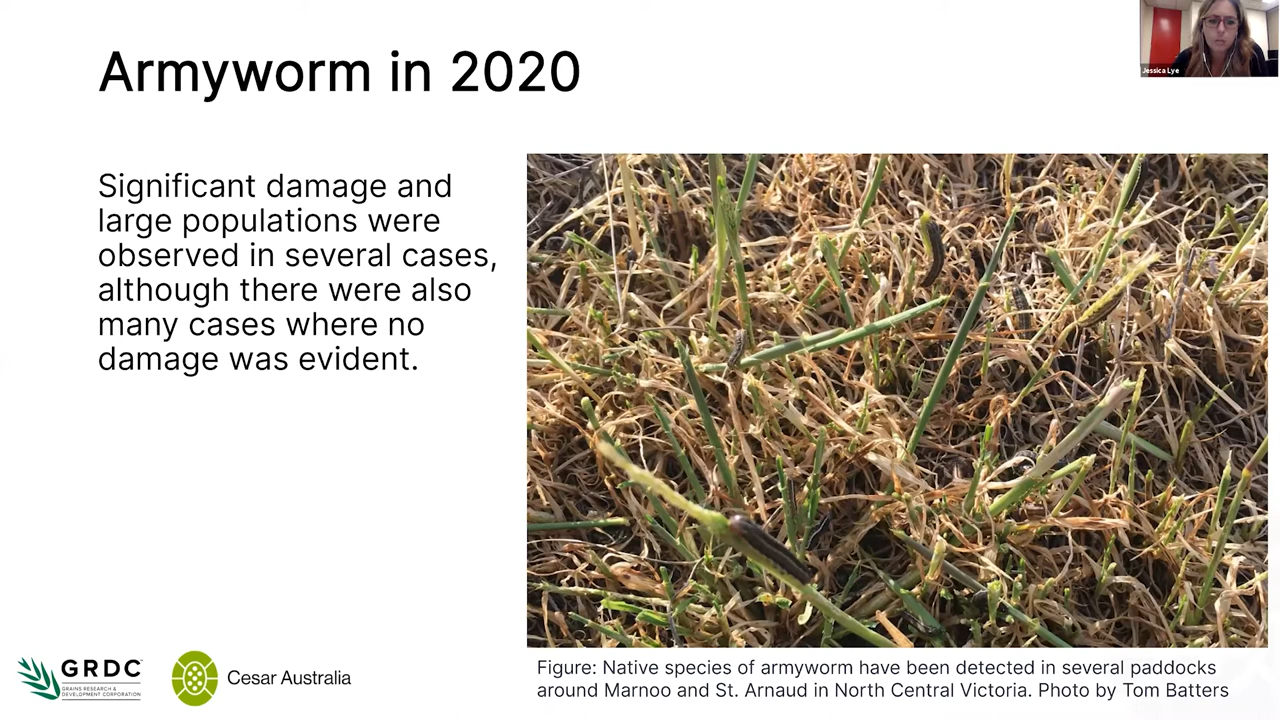 Armyworm in 2020
Jessica Lye
Significant damage and
large populations were
observed in several cases,
although there were also
many cases where no
damage was evident.
Figure: Native species of armyworm have been detected in several paddocks
around Marnoo and St. Arnaud in North Central Victoria. Photo by Tom Batters
GRDC
GRAINS RESEARCH &
DEVELOPMENT CORPORATION
Cesar Australia